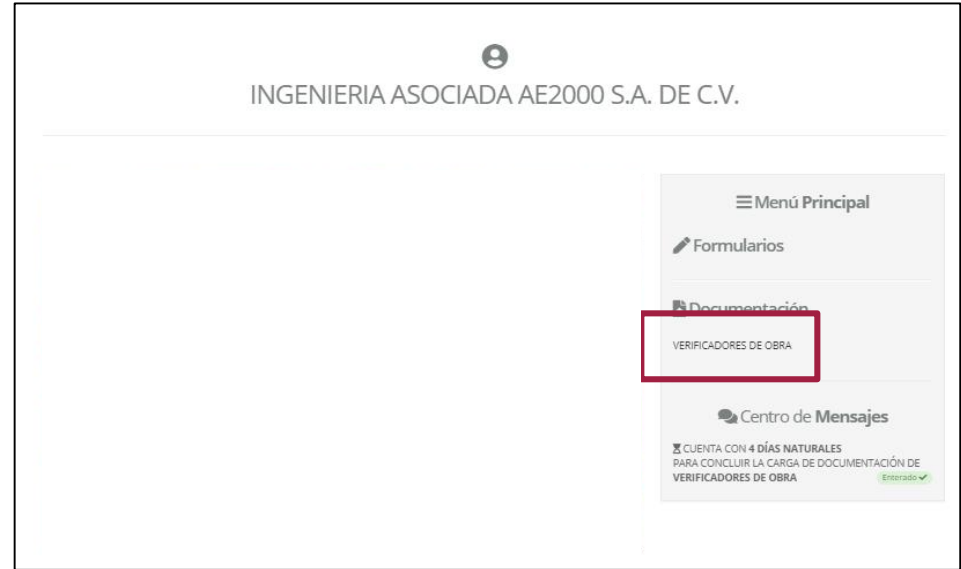 INGENIERIA ASOCIADA AE2000 S.A. DE C.V.
Menú Principal
Formularios
Documentación
VERIFICADORES DE OBRA
Centro de Mensajes
CUENTA CON 4 DÍAS NATURALES
PARA CONCLUIR LA CARGA DE DOCUMENTACIÓN DE
VERIFICADORES DE OBRA
Enterado